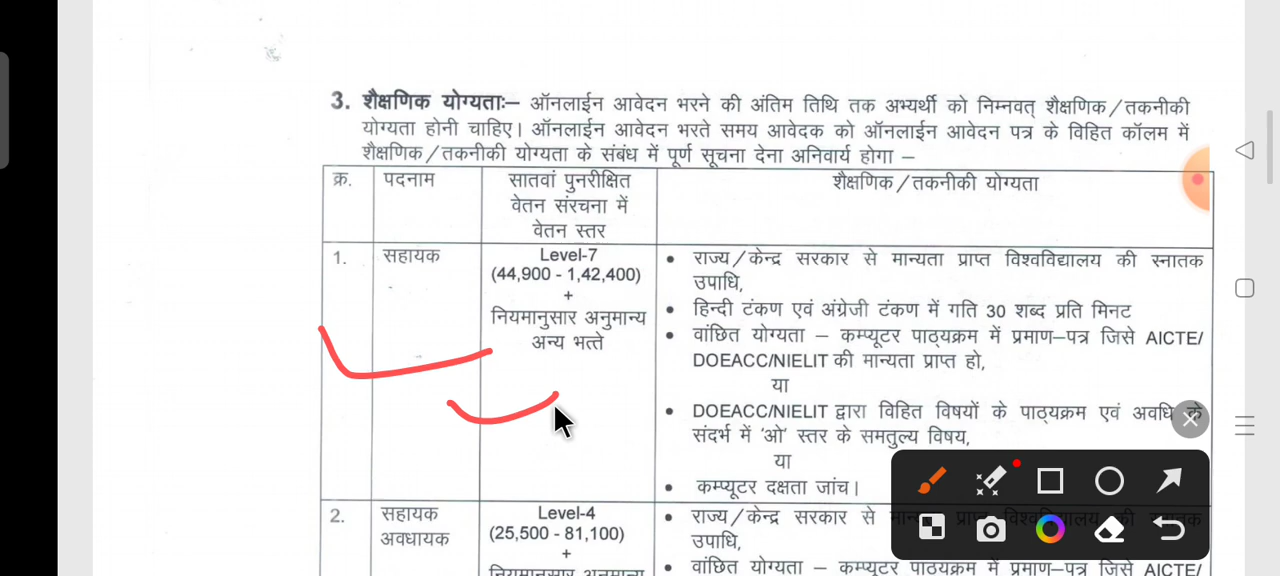 3. शैक्षणिक योग्यताः– ऑनलाईन आवेदन भरने की अंतिम तिथि तक अभ्यर्थी को निम्नवत् शैक्षणिक/तकनीकी
योग्यता होनी चाहिए। ऑनलाईन आवेदन भरते समय आवेदक को ऑनलाईन आवेदन पत्र के विहित कॉलम में
शैक्षणिक/तकनीकी योग्यता के संबंध में पूर्ण सूचना देना अनिवार्य होगा –
क्र.
पदनाम
सातवां पुनरीक्षित
वेतन संरचना में
वेतन स्तर
शैक्षणिक/तकनीकी योग्यता
1.
सहायक
Level-7
(44,900 - 1,42,400)
+
नियमानुसार अनुमान्य
अन्य भत्ते
• राज्य/केन्द्र सरकार से मान्यता प्राप्त विश्वविद्यालय की स्नातक
उपाधि,
• हिन्दी टंकण एवं अंग्रेजी टंकण में गति 30 शब्द प्रति मिनट
• वांछित योग्यता – कम्प्यूटर पाठ्यक्रम में प्रमाण–पत्र जिसे AICTE/
DOEACC/NIELIT की मान्यता प्राप्त हो,
या
• DOEACC/NIELIT द्वारा विहित विषयों के पाठ्यक्रम एवं अवधि के
संदर्भ में 'ओ' स्तर के समतुल्य विषय,
या
• कम्प्यूटर दक्षता जांच।
2.
सहायक
अवधायक
Level-4
(25,500 - 81,100)
+
नियमानुसार अनुमान्य
• राज्य/केन्द्र सरकार से मान्यता प्राप्त विश्वविद्यालय की स्नातक
उपाधि,
• वांछित योग्यता – कम्प्यूटर पाठ्यक्रम में प्रमाण–पत्र जिसे AICTE/